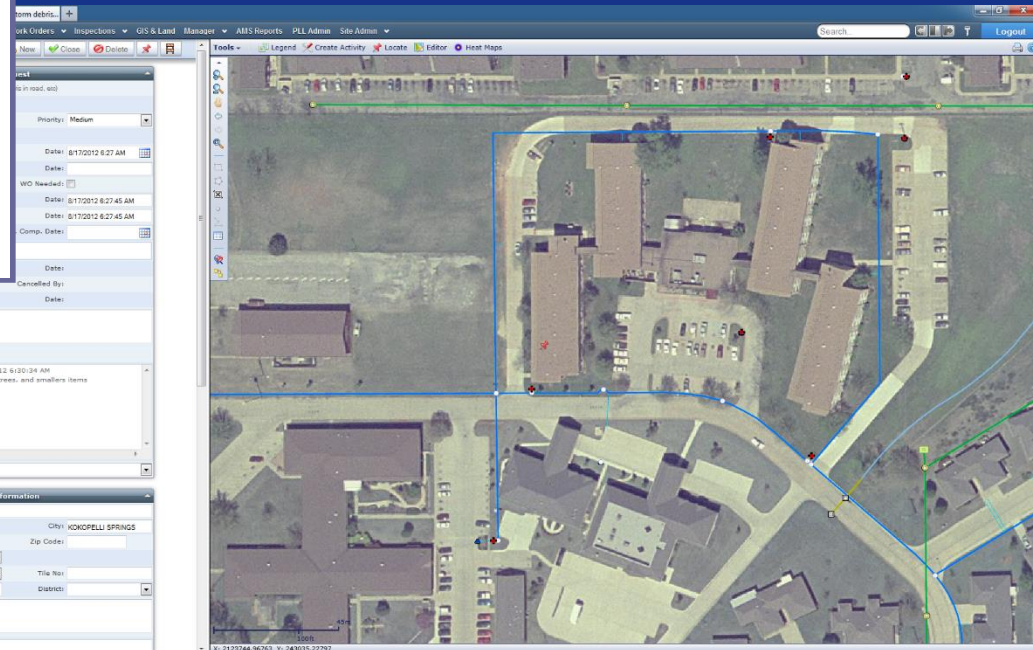 torm debris... +
ork Orders Inspections GIS & Land Manager AMS Reports PLL Admin Site Admin Search... Logout
New Close Delete
Tools Legend Create Activity Locate Editor Heat Maps
is in road, etc)
Priority: Medium
Date: 8/17/2012 6:27 AM
Date:
WO Needed:
Date: 8/17/2012 6:27:45 AM
Date: 8/17/2012 6:27:45 AM
. Comp. Date:
Date:
Cancelled By:
Date:
12 6:30:34 AM
rees. and smallers items
formation
City: KOKOPELLI SPRINGS
Zip Code:
Tile No:
District:
45m
100ft
X: 2122744.96763 Y: 243035.22797